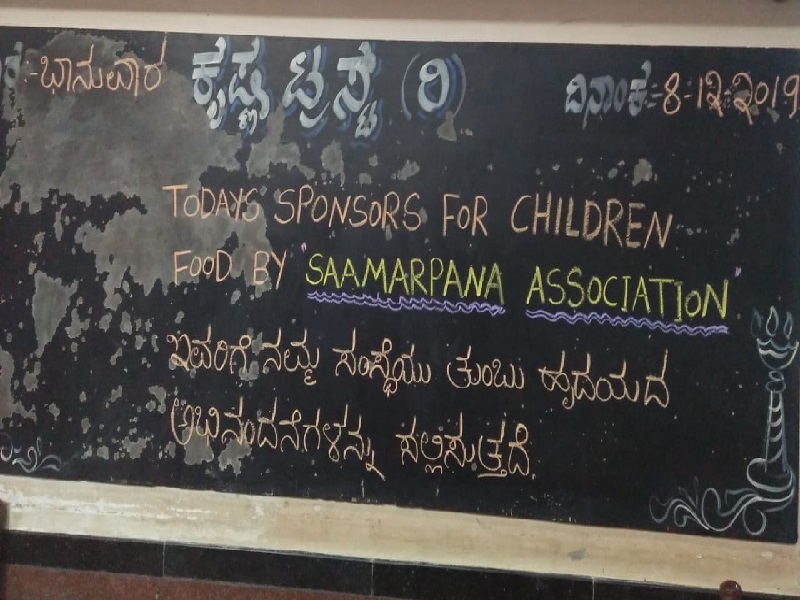 :-ಭಾನುವಾರ ಕೃಷ್ಣ ಟ್ರಸ್ಟ್ (ರಿ) ದಿನಾಂಕ:-8-12-2019
TODAYS SPONSORS FOR CHILDREN
FOOD BY "SAAMARPANA ASSOCIATION"
ಇವರಿಗೆ ನಮ್ಮ ಸಂಸ್ಥೆಯು ತುಂಬು ಹೃದಯದ
ಅಭಿನಂದನೆಗಳನ್ನು ಸಲ್ಲಿಸುತ್ತದೆ.